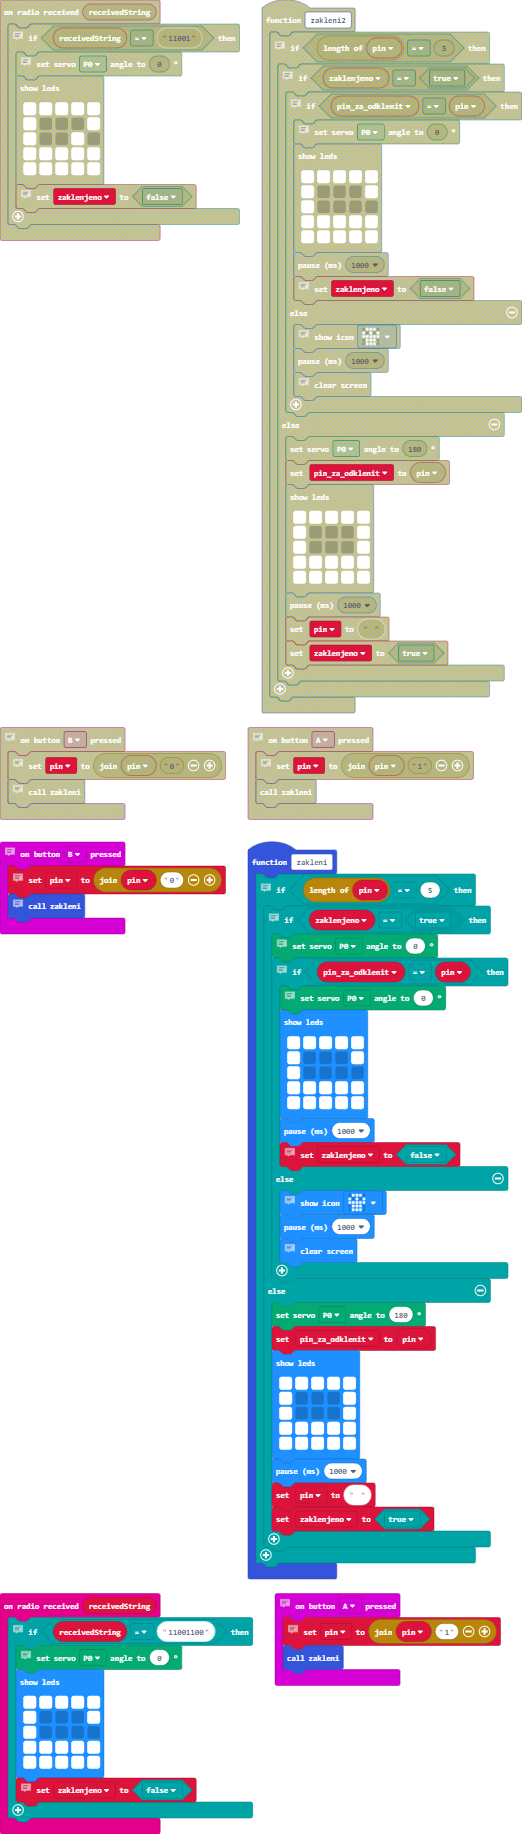 on radio received receivedString
if receivedString = "11001" then
set servo P0 angle to 0 °
show leds
set zaklenjeno to false
function zakleni2
if length of pin = 5 then
if zaklenjeno = true then
if pin_za_odklenit = pin then
set servo P0 angle to 0 °
show leds
pause (ms) 1000
set zaklenjeno to false
else
show icon
pause (ms) 1000
clear screen
else
set servo P0 angle to 180 °
set pin_za_odklenit to pin
show leds
pause (ms) 1000
set pin to " "
set zaklenjeno to true
on button B pressed
set pin to join pin "0"
call zakleni
on button A pressed
set pin to join pin "1"
call zakleni
on button B pressed
set pin to join pin "0"
call zakleni
function zakleni
if length of pin = 5 then
if zaklenjeno = true then
set servo P0 angle to 0 °
if pin_za_odklenit = pin then
set servo P0 angle to 0 °
show leds
pause (ms) 1000
set zaklenjeno to false
else
show icon
pause (ms) 1000
clear screen
else
set servo P0 angle to 180 °
set pin_za_odklenit to pin
show leds
pause (ms) 1000
set pin to " "
set zaklenjeno to true
on radio received receivedString
if receivedString = "11001100" then
set servo P0 angle to 0 °
show leds
set zaklenjeno to false
on button A pressed
set pin to join pin "1"
call zakleni